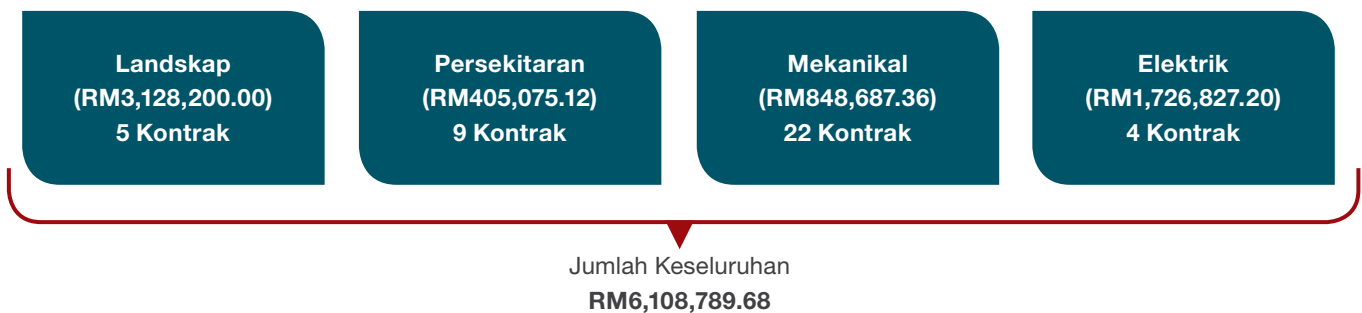 Landskap
(RM3,128,200.00)
5 Kontrak
Persekitaran
(RM405,075.12)
9 Kontrak
Mekanikal
(RM848,687.36)
22 Kontrak
Elektrik
(RM1,726,827.20)
4 Kontrak
Jumlah Keseluruhan
RM6,108,789.68